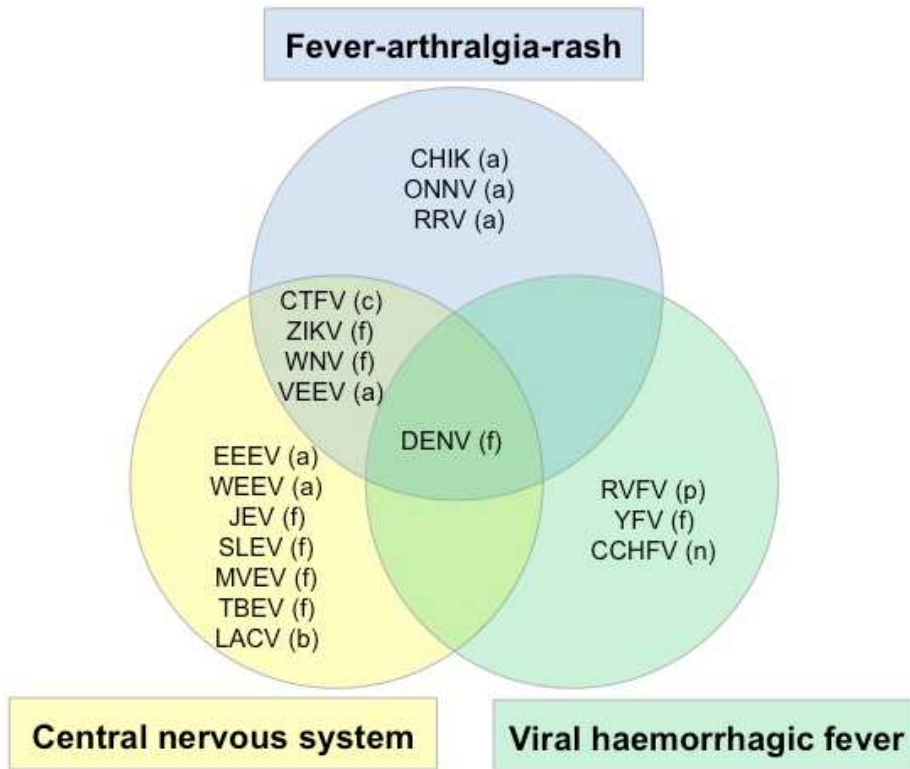 Fever-arthralgia-rash
CHIK (a)
ONNV (a)
RRV (a)
CTFV (c)
ZIKV (f)
WNV (f)
VEEV (a)
DENV (f)
EEEV (a)
WEEV (a)
JEV (f)
SLEV (f)
MVEV (f)
TBEV (f)
LACV (b)
RVFV (p)
YFV (f)
CCHFV (n)
Central nervous system
Viral haemorrhagic fever